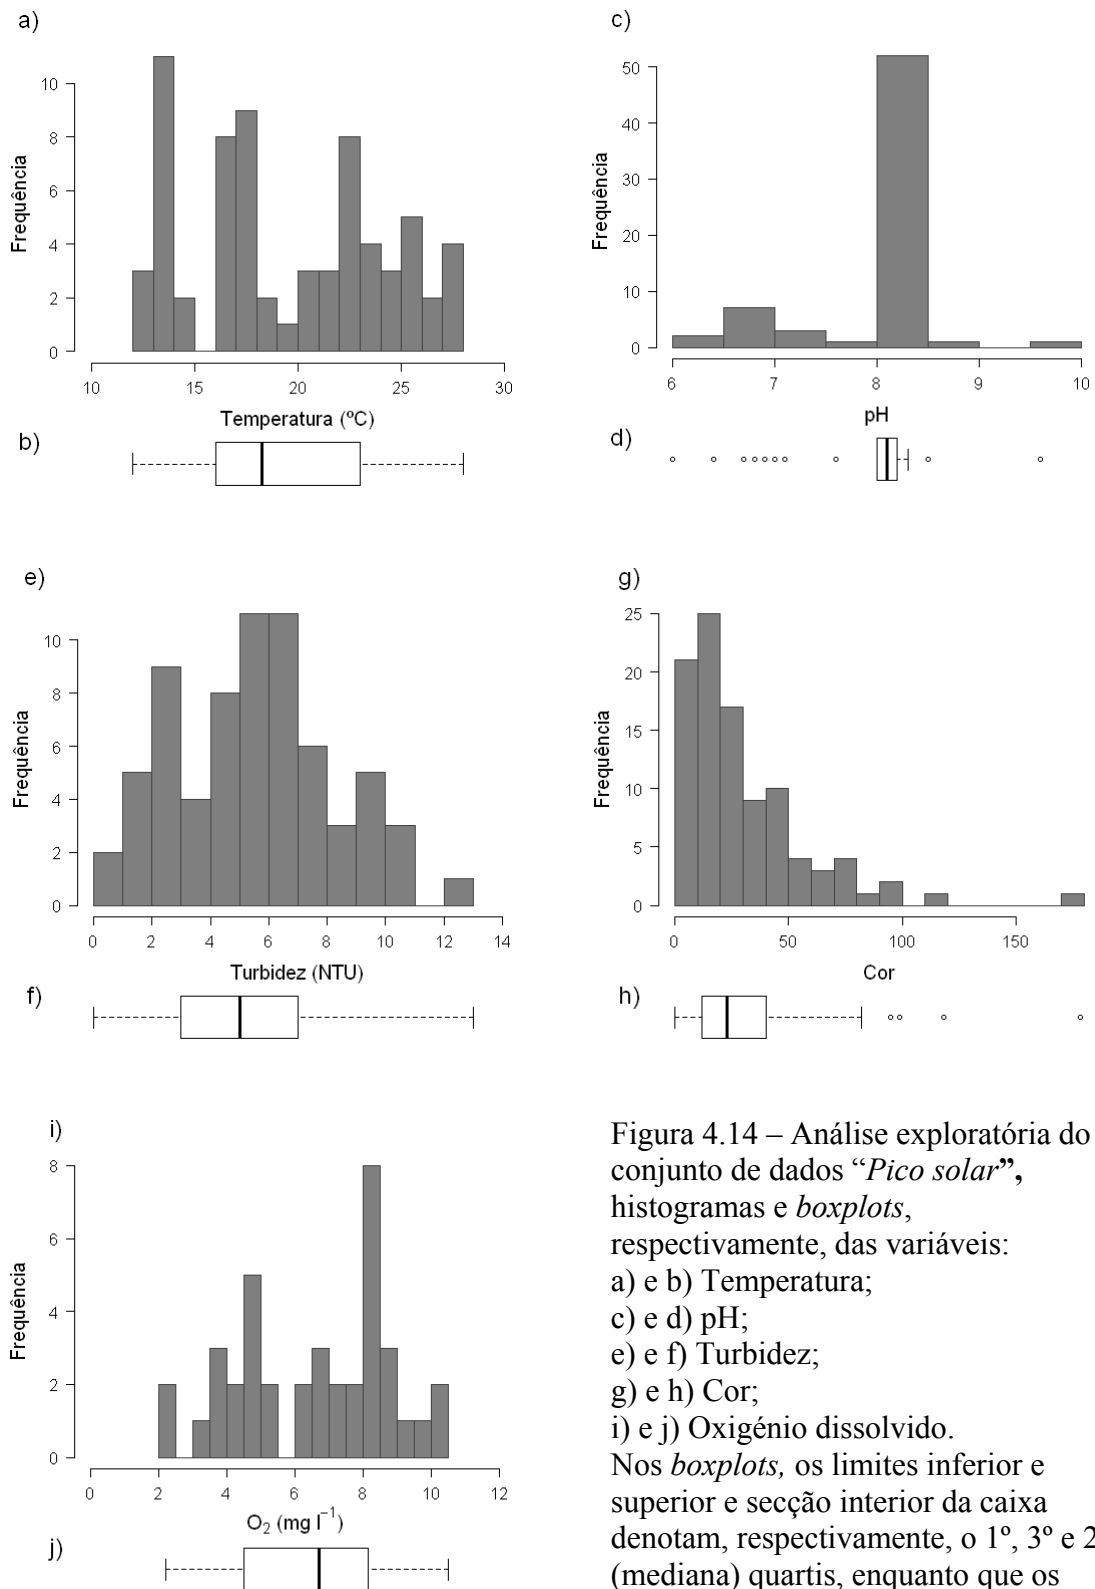 a)
10
8
6
4
2
0
Frequência
10 15 20 25 30
Temperatura (ºC)
b)
c)
50
40
30
20
10
0
Frequência
6 7 8 9 10
pH
d)
e)
10
8
6
4
2
0
Frequência
0 2 4 6 8 10 12 14
Turbidez (NTU)
f)
g)
25
20
15
10
5
0
Frequência
0 50 100 150
Cor
h)
i)
8
6
4
2
0
Frequência
0 2 4 6 8 10 12
O₂ (mg l⁻¹)
j)
Figura 4.14 – Análise exploratória do
conjunto de dados “Pico solar”,
histogramas e boxplots,
respectivamente, das variáveis:
a) e b) Temperatura;
c) e d) pH;
e) e f) Turbidez;
g) e h) Cor;
i) e j) Oxigénio dissolvido.
Nos boxplots, os limites inferior e
superior e secção interior da caixa
denotam, respectivamente, o 1º, 3º e 2
(mediana) quartis, enquanto que os